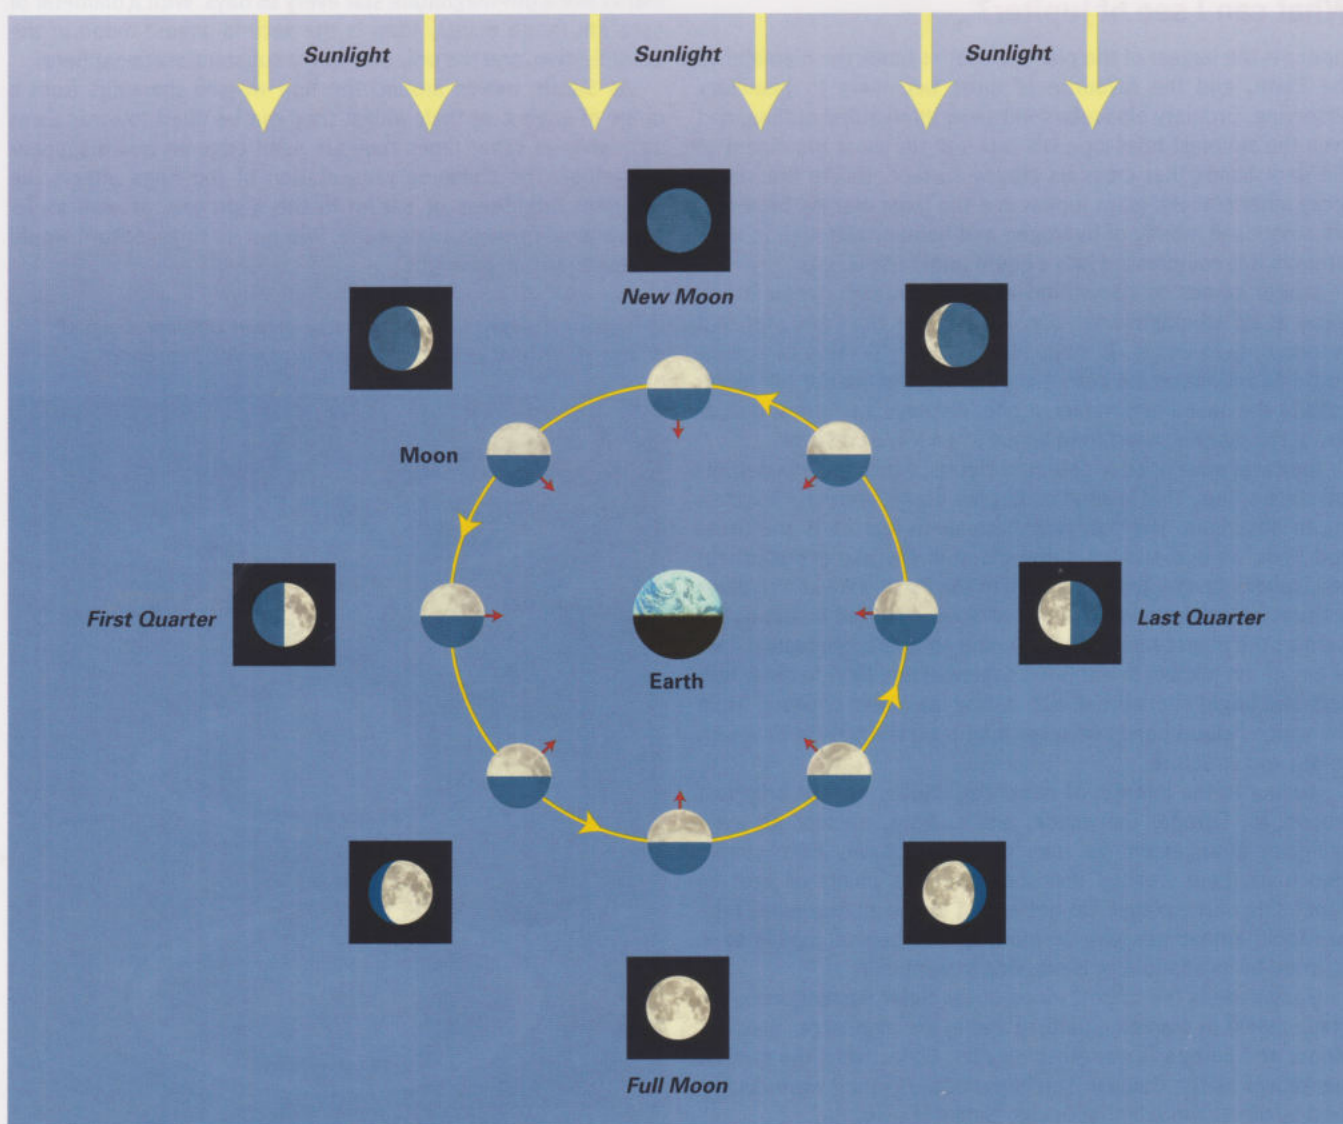 Sunlight
Sunlight
Sunlight
New Moon
Moon
First Quarter
Last Quarter
Earth
Full Moon